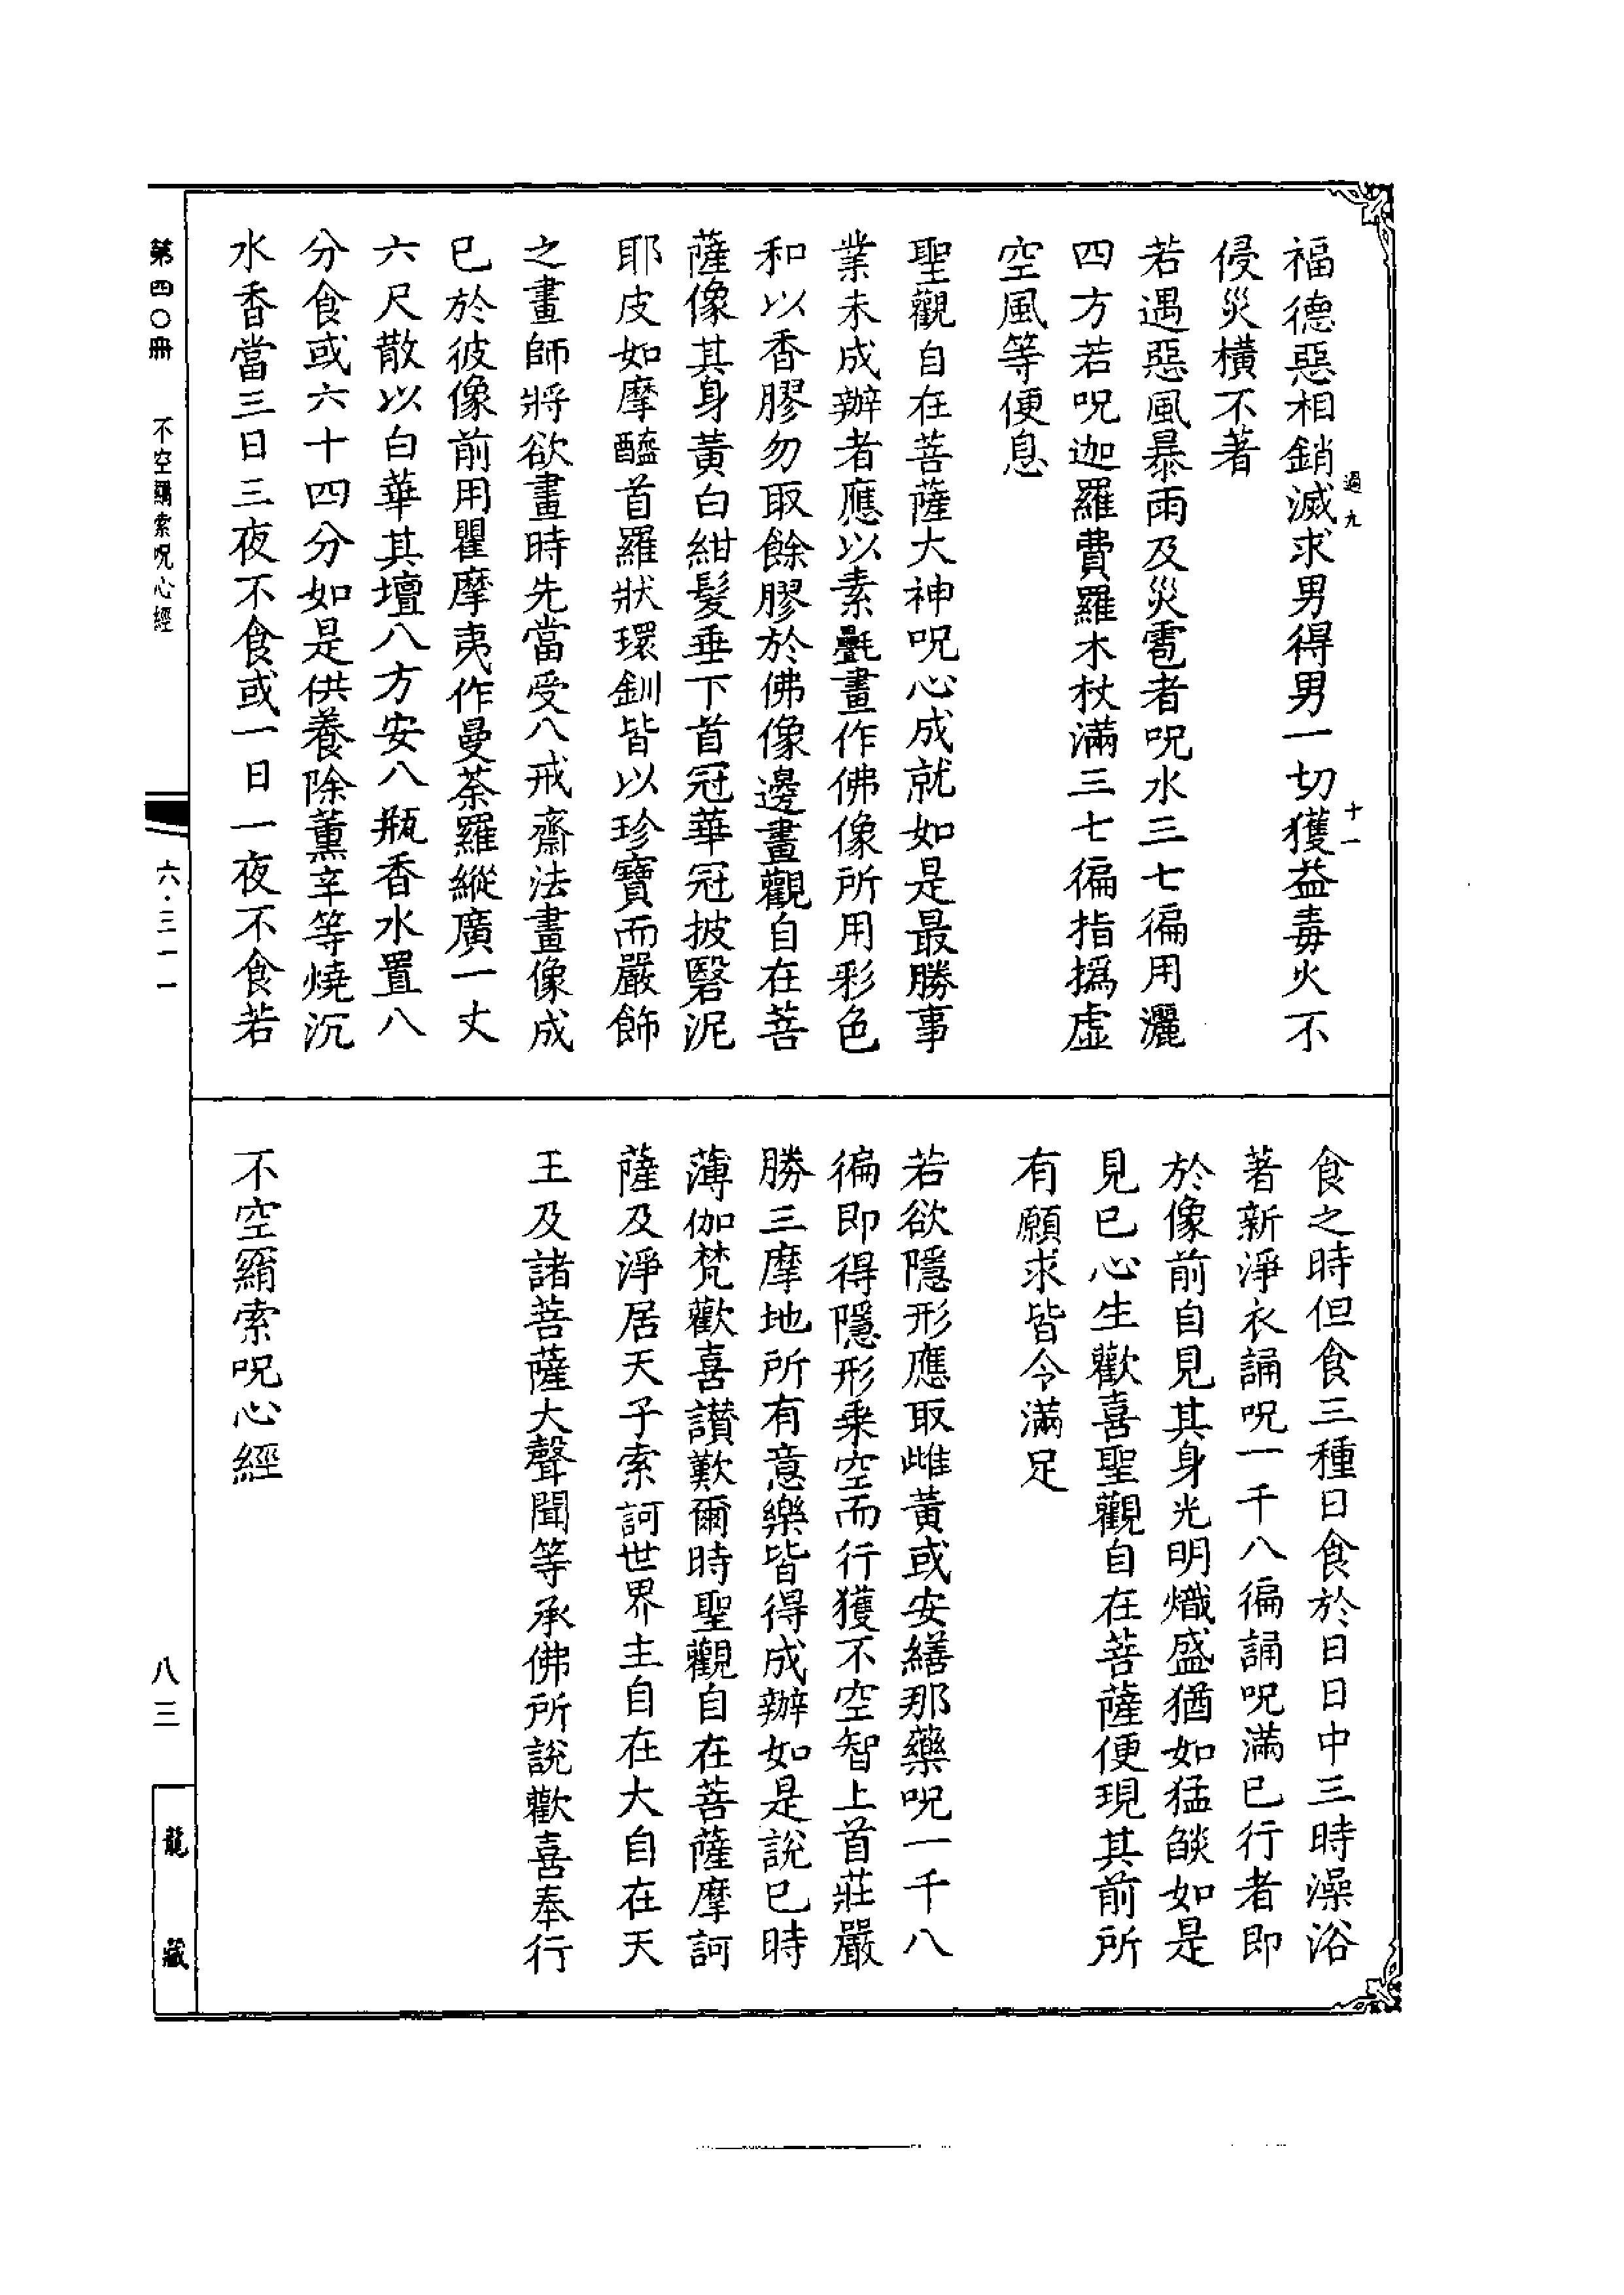 福德惡相銷滅求男得男一切獲益毒火不
侵災橫不著
若遇惡風暴雨及災雹者呪水三七徧用灑
四方若呪迦羅費羅木杖滿三七徧指撝虛
空風等便息
聖觀自在菩薩大神呪心成就如是最勝事
業未成辦者應以素㲲畫作佛像所用彩色
和以香膠勿取餘膠於佛像邊畫觀自在菩
薩像其身黃白紺髮垂下首冠華冠披翳泥
耶皮如摩醯首羅狀環釧皆以珍寶而嚴飾
之畫師將欲畫時先當受八戒齋法畫像成
已於彼像前用瞿摩夷作曼荼羅縱廣一丈
六尺散以白華其壇八方安八瓶香水置八
分食或六十四分如是供養除薰辛等燒沉
水香當三日三夜不食或一日一夜不食若
過九
十一
食之時但食三種日食於日日中三時澡浴
著新淨衣誦呪一千八徧誦呪滿已行者即
於像前自見其身光明熾盛猶如猛𦦨如是
見已心生歡喜聖觀自在菩薩便現其前所
有願求皆令滿足
若欲隱形應取雌黃或安繕那藥呪一千八
徧即得隱形乘空而行獲不空智上首莊嚴
勝三摩地所有意樂皆得成辦如是說已時
薄伽梵歡喜讚歎爾時聖觀自在菩薩摩訶
薩及淨居天子索訶世界主自在大自在天
王及諸菩薩大聲聞等承佛所說歡喜奉行
不空羂索呪心經
第四〇冊
不空羂索呪心經
六·三一一
八三
龍藏